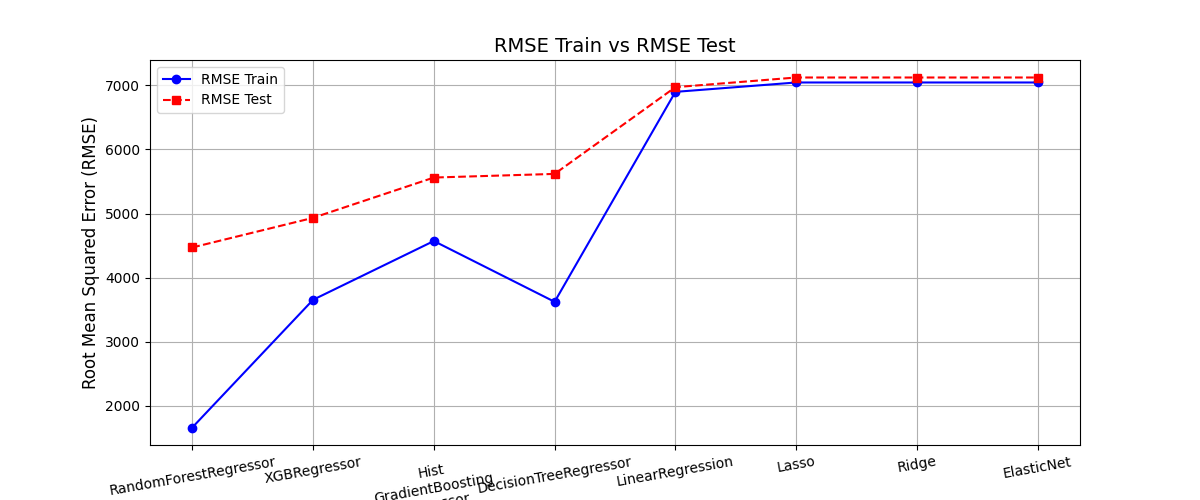 RMSE Train vs RMSE Test
RMSE Train
RMSE Test
Root Mean Squared Error (RMSE)
7000
6000
5000
4000
3000
2000
RandomForestRegressor
XGBRegressor
Hist
GradientBoosting
DecisionTreeRegressor
LinearRegression
Lasso
Ridge
ElasticNet